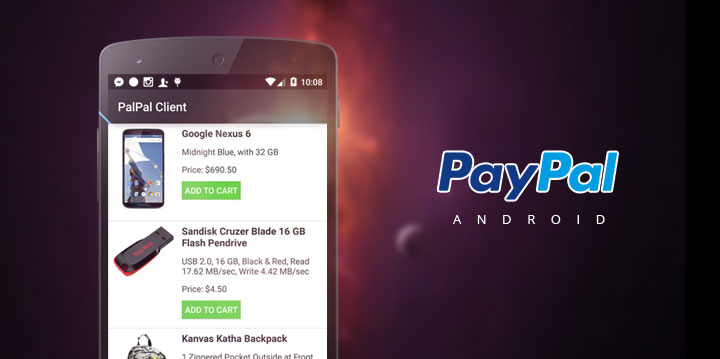 10:08
PalPal Client
Google Nexus 6
Midnight Blue, with 32 GB
Price: $690.50
ADD TO CART
Sandisk Cruzer Blade 16 GB
Flash Pendrive
USB 2.0, 16 GB, Black & Red, Read
17.62 MB/sec, Write 4.42 MB/sec
Price: $4.50
ADD TO CART
Kanvas Katha Backpack
1 Zippered Pocket Outside at Front
PayPal
ANDROID